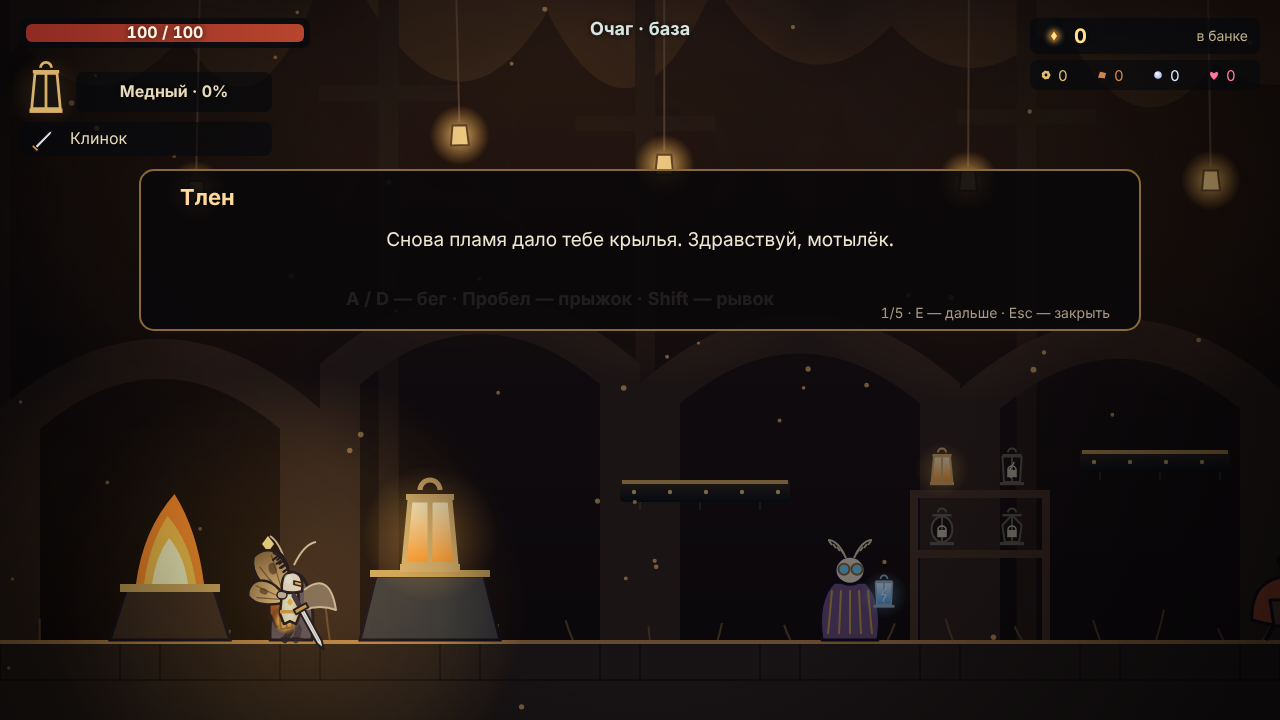 100 / 100
Очаг · база
0
в банке
0
0
0
0
Медный · 0%
Клинок
Тлен
Снова пламя дало тебе крылья. Здравствуй, мотылёк.
A / D — бег · Пробел — прыжок · Shift — рывок
1/5 · E — дальше · Esc — закрыть